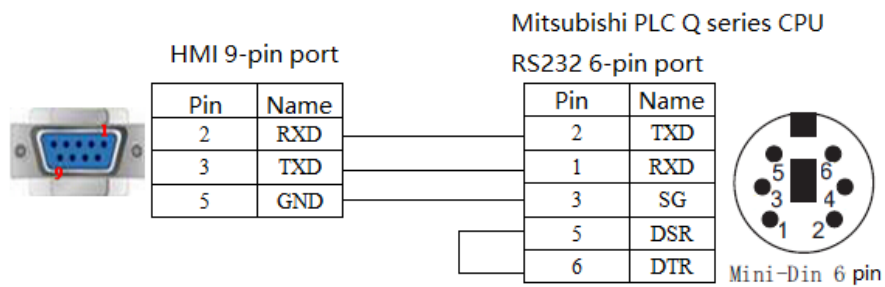 Mitsubishi PLC Q series CPU
HMI 9-pin port
RS232 6-pin port
Pin Name
2 RXD
3 TXD
5 GND
Pin Name
2 TXD
1 RXD
3 SG
5 DSR
6 DTR
1
9
5 6
3 4
1 2
Mini-Din 6 pin